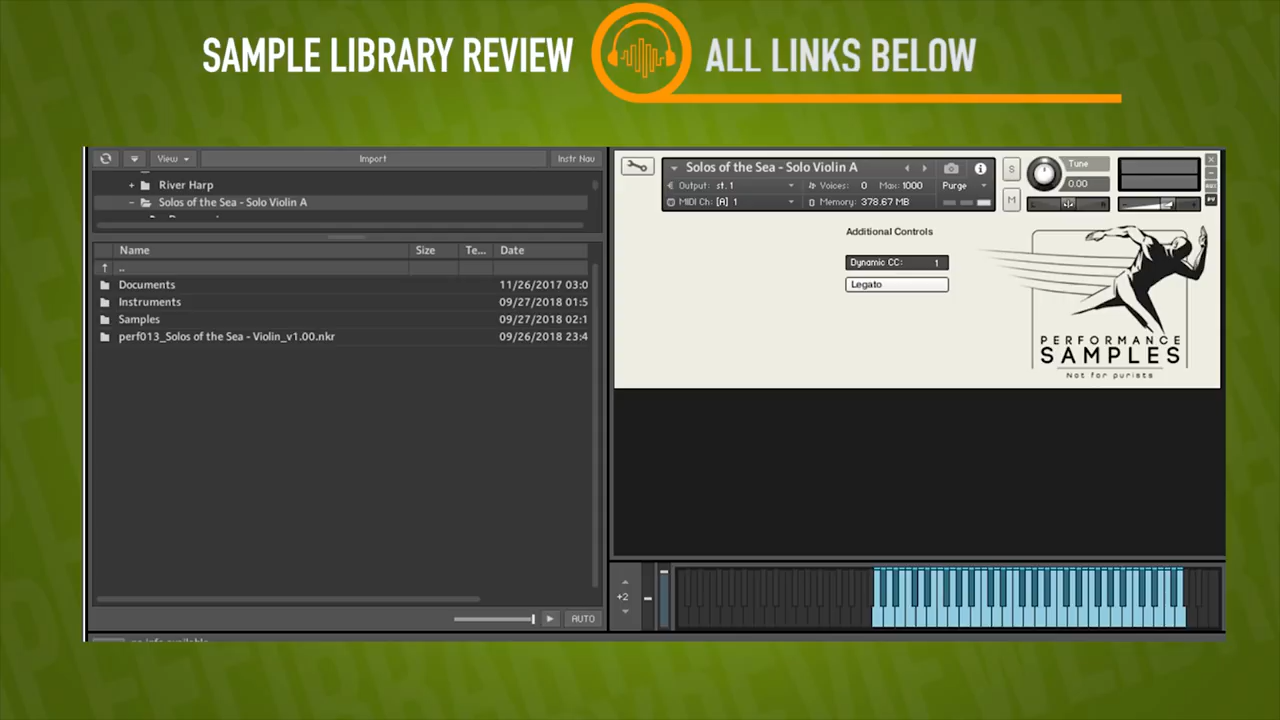 SAMPLE LIBRARY REVIEW
ALL LINKS BELOW
View
Import
Instr Nav
+ River Harp
- Solos of the Sea - Solo Violin A
Name Size Te... Date
..
Documents 11/26/2017 03:0
Instruments 09/27/2018 01:5
Samples 09/27/2018 02:1
perf013_Solos of the Sea - Violin_v1.00.nkr 09/26/2018 23:4
AUTO
Solos of the Sea - Solo Violin A
Output: st. 1 Voices: 0 Max: 1000 Purge
MIDI Ch: [A] 1 Memory: 378.67 MB
S
M
Tune
0.00
L R
AUX
PV
Additional Controls
Dynamic CC: 1
Legato
PERFORMANCE
SAMPLES
Not for purists
+2